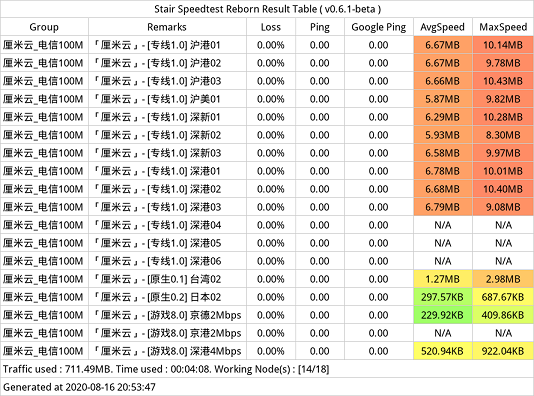 Stair Speedtest Reborn Result Table ( v0.6.1-beta )
Group Remarks Loss Ping Google Ping AvgSpeed MaxSpeed
厘米云_电信100M 「厘米云」- [专线1.0] 沪港01 0.00% 0.00 0.00 6.67MB 10.14MB
厘米云_电信100M 「厘米云」- [专线1.0] 沪港02 0.00% 0.00 0.00 6.67MB 9.78MB
厘米云_电信100M 「厘米云」- [专线1.0] 沪港03 0.00% 0.00 0.00 6.66MB 10.43MB
厘米云_电信100M 「厘米云」- [专线1.0] 沪美01 0.00% 0.00 0.00 5.87MB 9.82MB
厘米云_电信100M 「厘米云」- [专线1.0] 深新01 0.00% 0.00 0.00 6.29MB 10.28MB
厘米云_电信100M 「厘米云」- [专线1.0] 深新02 0.00% 0.00 0.00 5.93MB 8.30MB
厘米云_电信100M 「厘米云」- [专线1.0] 深新03 0.00% 0.00 0.00 6.58MB 9.97MB
厘米云_电信100M 「厘米云」- [专线1.0] 深港01 0.00% 0.00 0.00 6.78MB 10.01MB
厘米云_电信100M 「厘米云」- [专线1.0] 深港02 0.00% 0.00 0.00 6.68MB 10.40MB
厘米云_电信100M 「厘米云」- [专线1.0] 深港03 0.00% 0.00 0.00 6.79MB 9.08MB
厘米云_电信100M 「厘米云」- [专线1.0] 深港04 0.00% 0.00 0.00 N/A N/A
厘米云_电信100M 「厘米云」- [专线1.0] 深港05 0.00% 0.00 0.00 N/A N/A
厘米云_电信100M 「厘米云」- [专线1.0] 深港06 0.00% 0.00 0.00 N/A N/A
厘米云_电信100M 「厘米云」- [原生0.1] 台湾02 0.00% 0.00 0.00 1.27MB 2.98MB
厘米云_电信100M 「厘米云」- [原生0.2] 日本02 0.00% 0.00 0.00 297.57KB 687.67KB
厘米云_电信100M 「厘米云」- [游戏8.0] 京德2Mbps 0.00% 0.00 0.00 229.92KB 409.86KB
厘米云_电信100M 「厘米云」- [游戏8.0] 京港2Mbps 0.00% 0.00 0.00 N/A N/A
厘米云_电信100M 「厘米云」- [游戏8.0] 深港4Mbps 0.00% 0.00 0.00 520.94KB 922.04KB
Traffic used : 711.49MB. Time used : 00:04:08. Working Node(s) : [14/18]
Generated at 2020-08-16 20:53:47